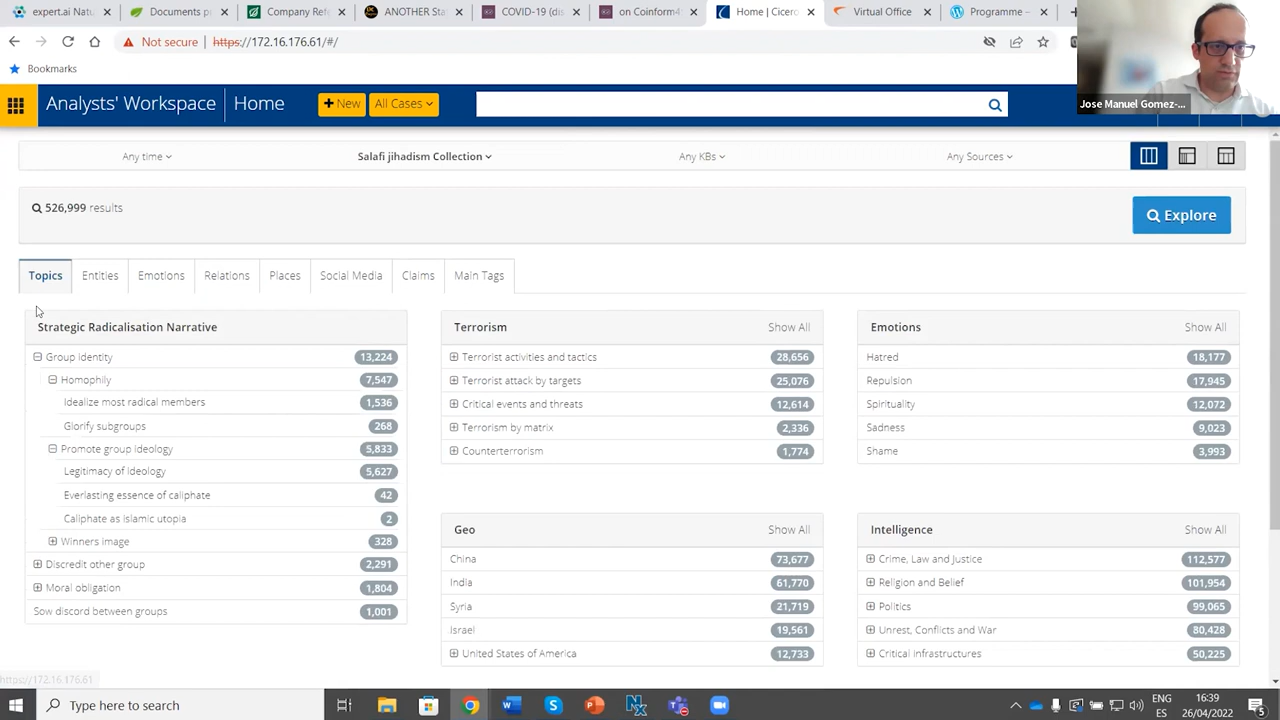 expert.ai Natu
Documents p
Company Refe
ANOTHER Sta
COVID-19 (dis
on Coinform4
Home | Cicero
Virtual Office
Programme –
Not secure
https://172.16.176.61/#/
Bookmarks
Jose Manuel Gomez-...
Analysts' Workspace
Home
New
All Cases
Any time
Salafi jihadism Collection
Any KBs
Any Sources
526,999 results
Explore
Topics
Entities
Emotions
Relations
Places
Social Media
Claims
Main Tags
Strategic Radicalisation Narrative
Group identity 13,224
Homophily 7,547
Idealize most radical members 1,536
Glorify subgroups 268
Promote group ideology 5,833
Legitimacy of Ideology 5,627
Everlasting essence of caliphate 42
Caliphate as islamic utopia 2
Winners image 328
Discredit other group 2,291
Moral obligation 1,804
Sow discord between groups 1,001
Terrorism Show All
Terrorist activities and tactics 28,656
Terrorist attack by targets 25,076
Critical events and threats 12,614
Terrorism by matrix 2,336
Counterterrorism 1,774
Emotions Show All
Hatred 18,177
Repulsion 17,945
Spirituality 12,072
Sadness 9,023
Shame 3,993
Geo Show All
China 73,677
India 61,770
Syria 21,719
Israel 19,561
United States of America 12,733
Intelligence Show All
Crime, Law and Justice 112,577
Religion and Belief 101,954
Politics 99,065
Unrest, Conflicts and War 80,428
Critical infrastructures 50,225
https://172.16.176.61
Type here to search
ENG
ES
16:39
26/04/2022
5